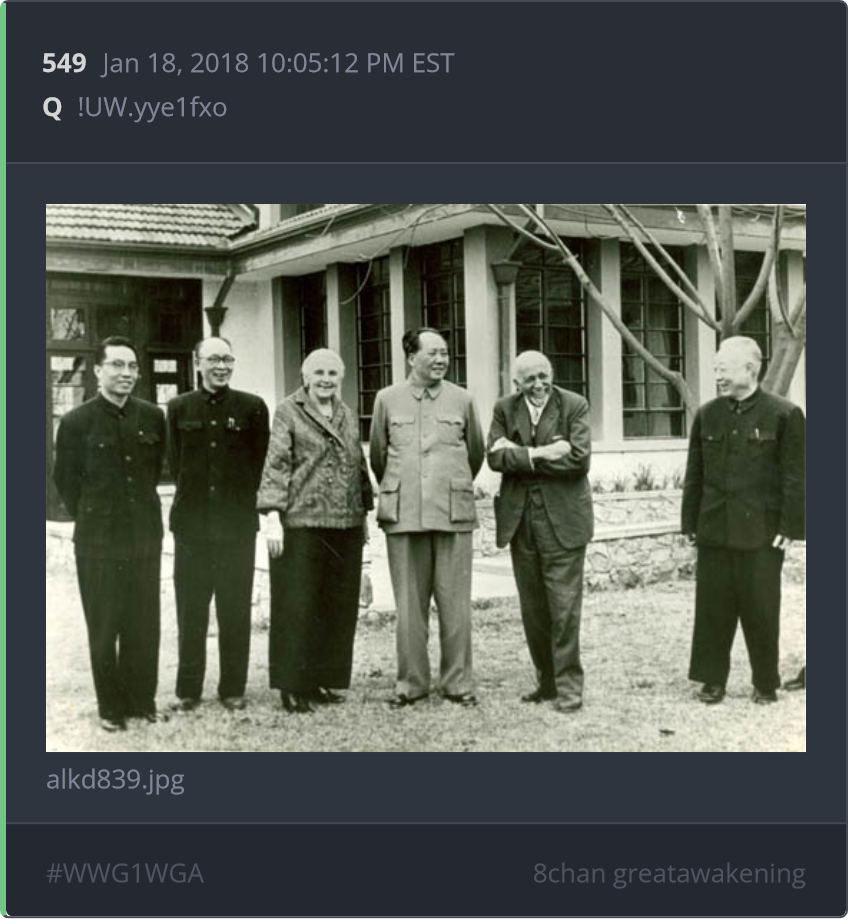 549 Jan 18, 2018 10:05:12 PM EST
Q !UW.yye1fxo
alkd839.jpg
#WWG1WGA 8chan greatawakening